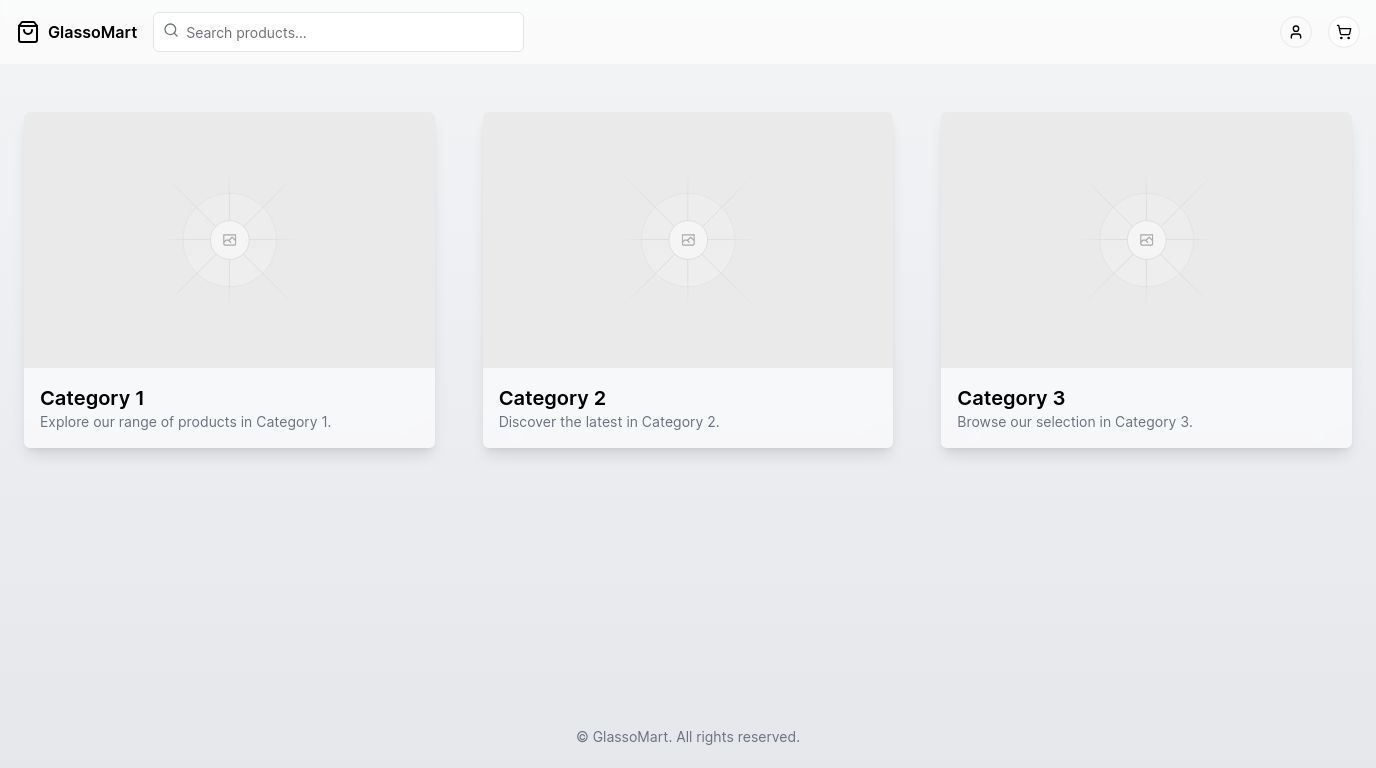 GlassoMart
Search products...
Category 1
Explore our range of products in Category 1.
Category 2
Discover the latest in Category 2.
Category 3
Browse our selection in Category 3.
© GlassoMart. All rights reserved.